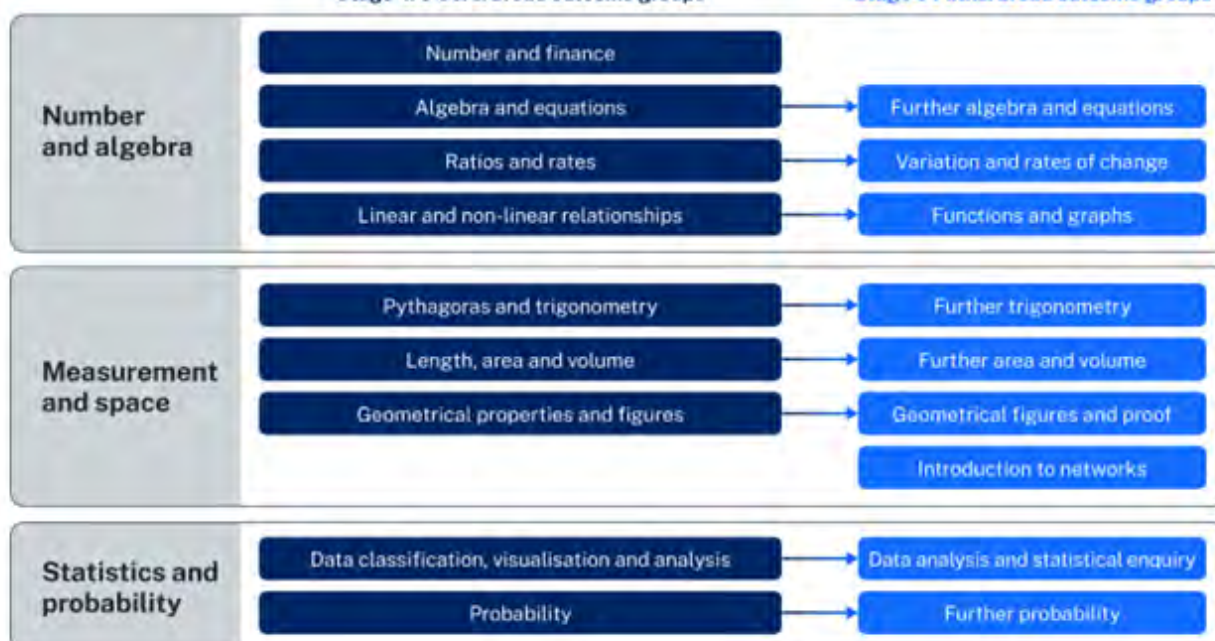 Number and finance
Number
and algebra
Algebra and equations
Further algebra and equations
Ratios and rates
Variation and rates of change
Linear and non-linear relationships
Functions and graphs
Measurement
and space
Pythagoras and trigonometry
Further trigonometry
Length, area and volume
Further area and volume
Geometrical properties and figures
Geometrical figures and proof
Introduction to networks
Statistics and
probability
Data classification, visualisation and analysis
Data analysis and statistical enquiry
Probability
Further probability